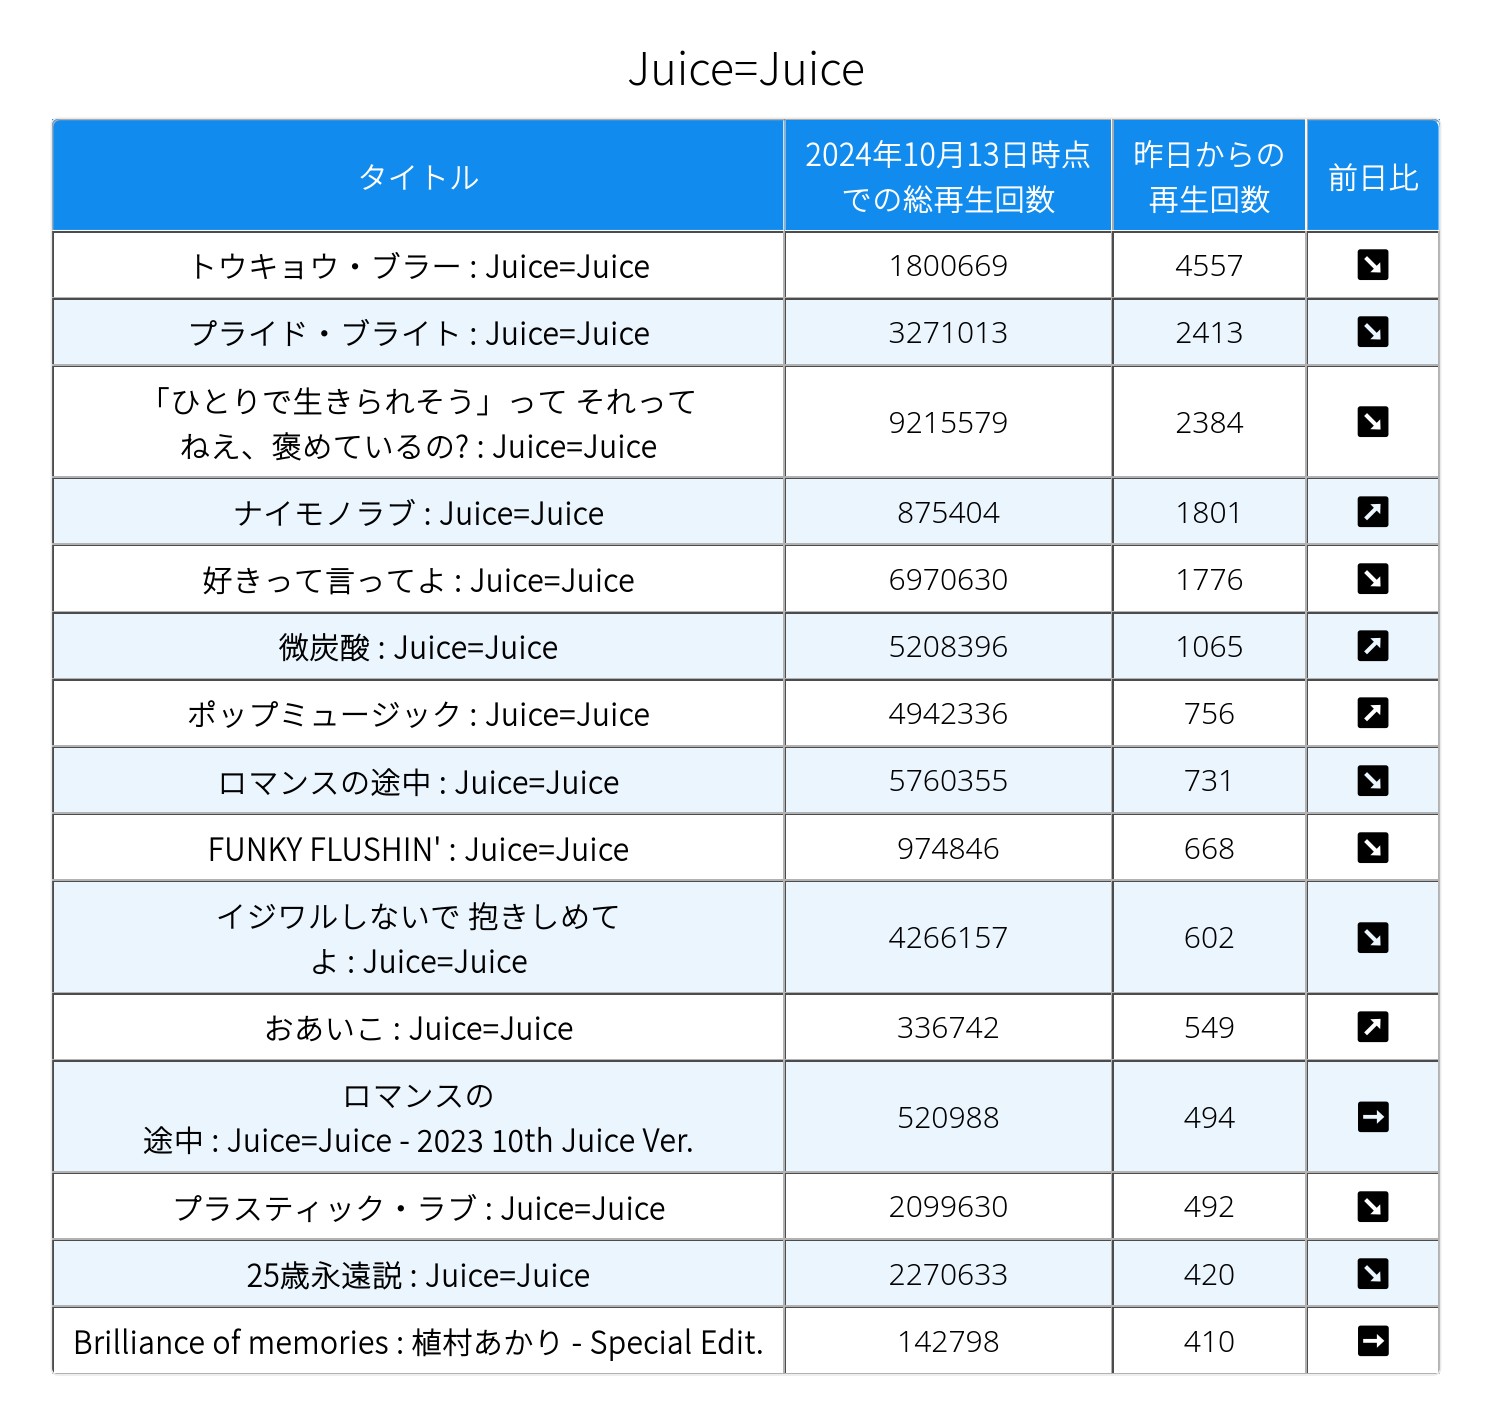 Juice=Juice
タイトル
2024年10月13日時点
での総再生回数
昨日からの
再生回数
前日比
トウキョウ・ブラー : Juice=Juice 1800669 4557 ↘
プライド・ブライト : Juice=Juice 3271013 2413 ↘
「ひとりで生きられそう」って それって
ねえ、褒めているの? : Juice=Juice 9215579 2384 ↘
ナイモノラブ : Juice=Juice 875404 1801 ↗
好きって言ってよ : Juice=Juice 6970630 1776 ↘
微炭酸 : Juice=Juice 5208396 1065 ↗
ポップミュージック : Juice=Juice 4942336 756 ↗
ロマンスの途中 : Juice=Juice 5760355 731 ↘
FUNKY FLUSHIN' : Juice=Juice 974846 668 ↘
イジワルしないで 抱きしめて
よ : Juice=Juice 4266157 602 ↘
おあいこ : Juice=Juice 336742 549 ↗
ロマンスの
途中 : Juice=Juice - 2023 10th Juice Ver. 520988 494 →
プラスティック・ラブ : Juice=Juice 2099630 492 ↘
25歳永遠説 : Juice=Juice 2270633 420 ↘
Brilliance of memories : 植村あかり - Special Edit. 142798 410 →